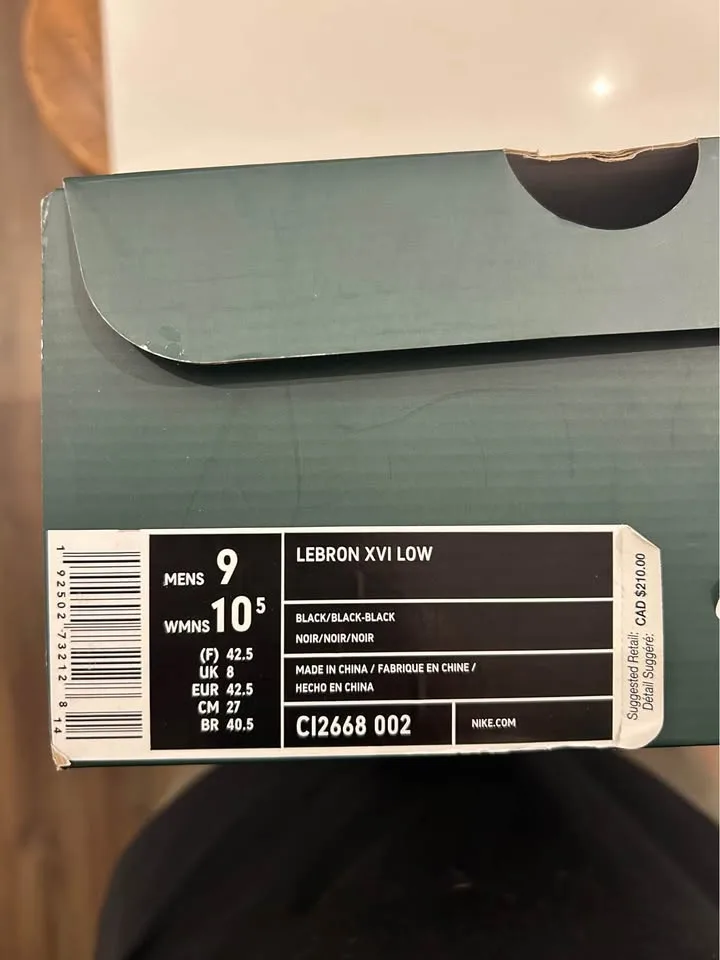 1 92502 73212 8 14
MENS 9
WMNS 10⁵
(F) 42.5
UK 8
EUR 42.5
CM 27
BR 40.5
LEBRON XVI LOW
BLACK/BLACK-BLACK
NOIR/NOIR/NOIR
MADE IN CHINA / FABRIQUE EN CHINE /
HECHO EN CHINA
CI2668 002
NIKE.COM
Suggested Retail: CAD $210.00
Détail Suggéré: